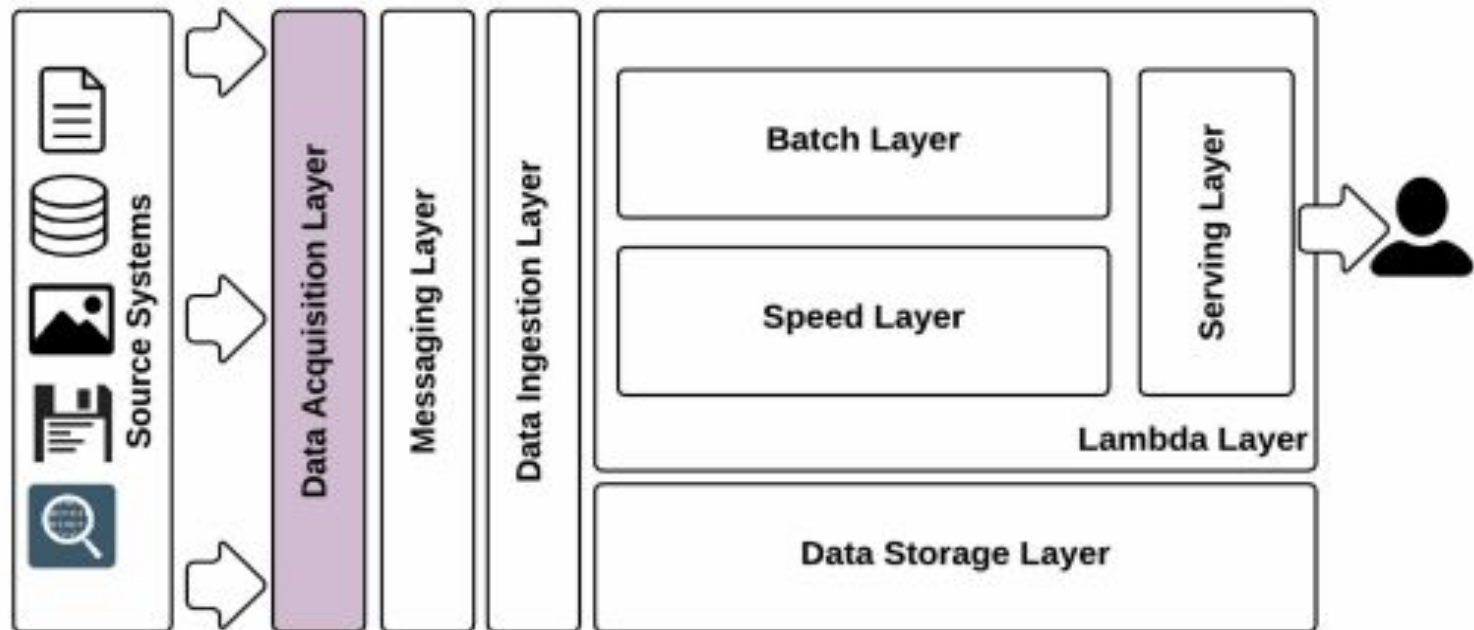 Source Systems
Data Acquisition Layer
Messaging Layer
Data Ingestion Layer
Batch Layer
Speed Layer
Serving Layer
Lambda Layer
Data Storage Layer